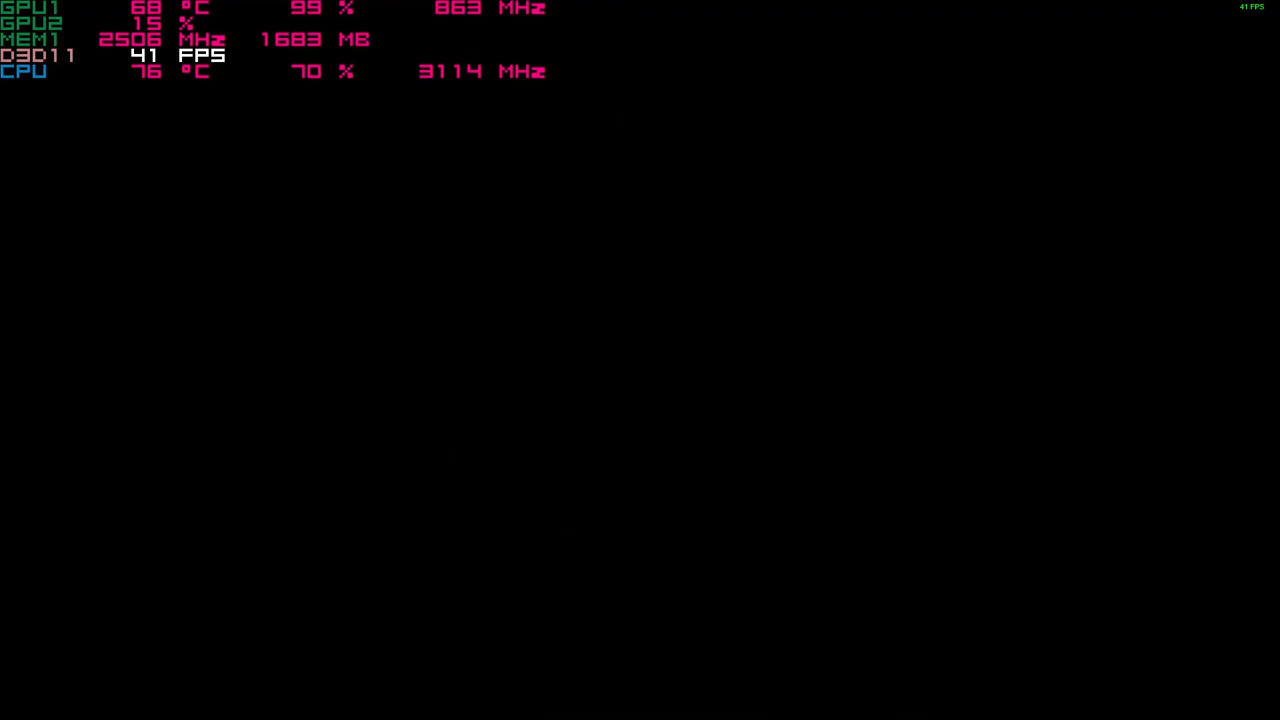 GPU1 68 °C 99 % 863 MHz
41 FPS
GPU2 15 %
MEM1 2506 MHz 1683 MB
D3D11 41 FPS
CPU 76 °C 70 % 3114 MHz